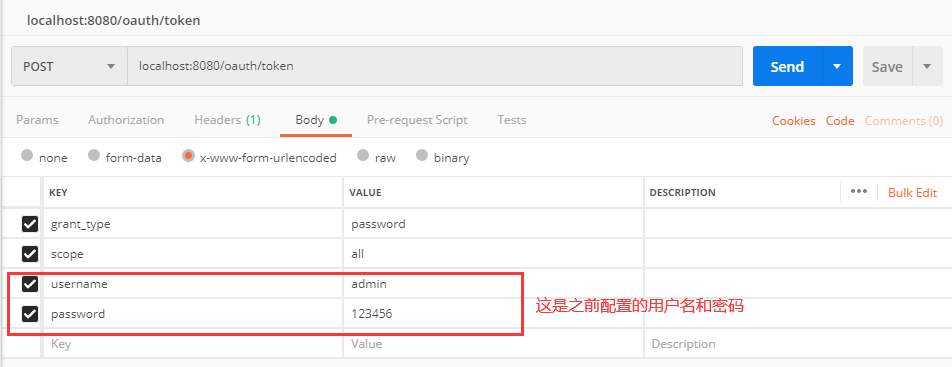 localhost:8080/oauth/token
POST localhost:8080/oauth/token Send Save
Params Authorization Headers (1) Body Pre-request Script Tests Cookies Code Comments (0)
none form-data x-www-form-urlencoded raw binary
KEY VALUE DESCRIPTION ••• Bulk Edit
grant_type password
scope all
username admin
password 123456
这是之前配置的用户名和密码
Key Value Description